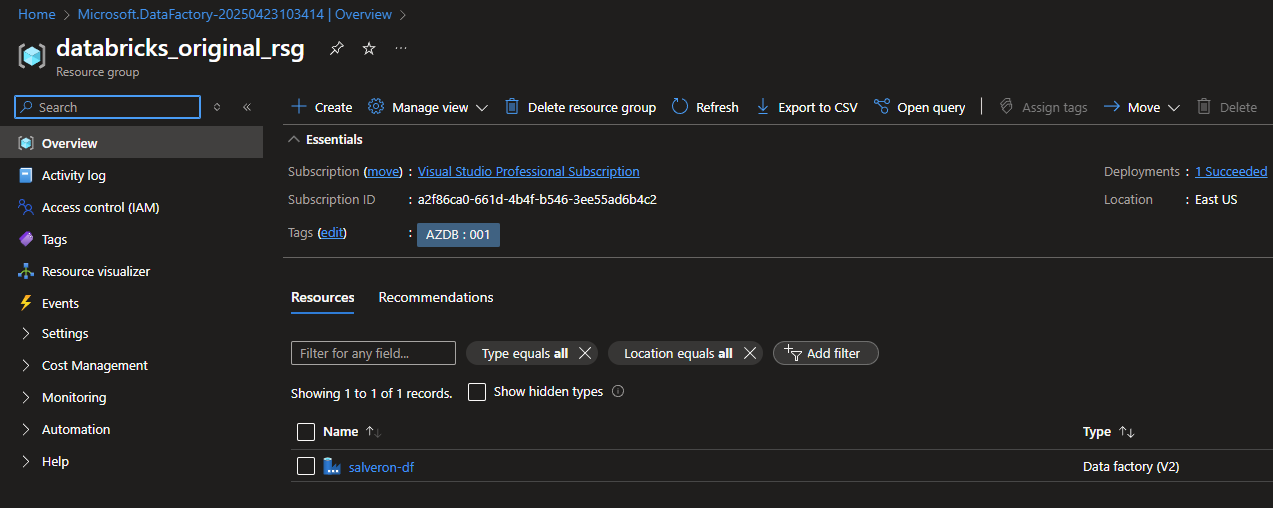 Home > Microsoft.DataFactory-20250423103414 | Overview >
databricks_original_rsg
Resource group
Search
Overview
Activity log
Access control (IAM)
Tags
Resource visualizer
Events
Settings
Cost Management
Monitoring
Automation
Help
Create Manage view Delete resource group Refresh Export to CSV Open query Assign tags Move Delete
Essentials
Subscription (move) : Visual Studio Professional Subscription
Subscription ID : a2f86ca0-661d-4b4f-b546-3ee55ad6b4c2
Tags (edit) : AZDB : 001
Deployments : 1 Succeeded
Location : East US
Resources Recommendations
Filter for any field... Type equals all Location equals all Add filter
Showing 1 to 1 of 1 records. Show hidden types
Name Type
salveron-df Data factory (V2)